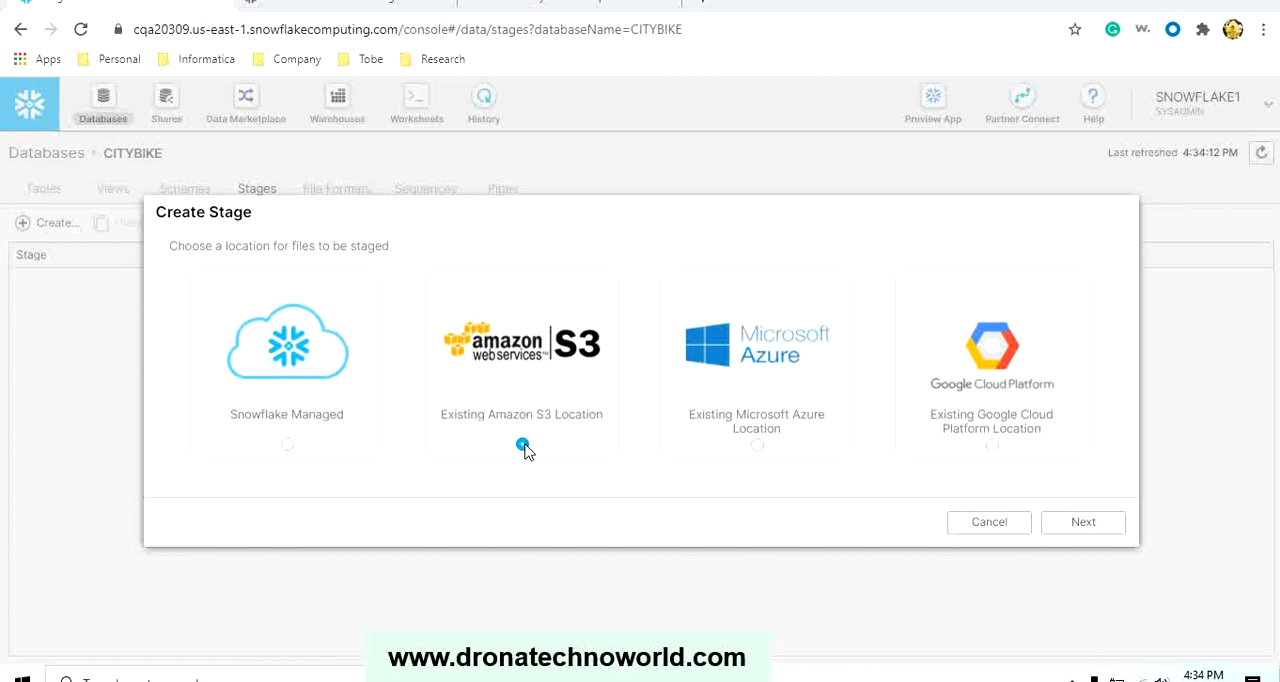 cqa20309.us-east-1.snowflakecomputing.com/console#/data/stages?databaseName=CITYBIKE
Apps Personal Informatica Company Tobe Research
Databases Shares Data Marketplace Warehouses Worksheets History Preview App Partner Connect Help
SNOWFLAKE1
SYSADMIN
Databases CITYBIKE Last refreshed 4:34:12 PM
Tables Views Schemas Stages File Formats Sequences Pipes
Create...
Stage
Create Stage
Choose a location for files to be staged
amazon web services™ S3
Microsoft Azure
Google Cloud Platform
Snowflake Managed
Existing Amazon S3 Location
Existing Microsoft Azure
Location
Existing Google Cloud
Platform Location
Cancel Next
www.dronatechnoworld.com
4:34 PM